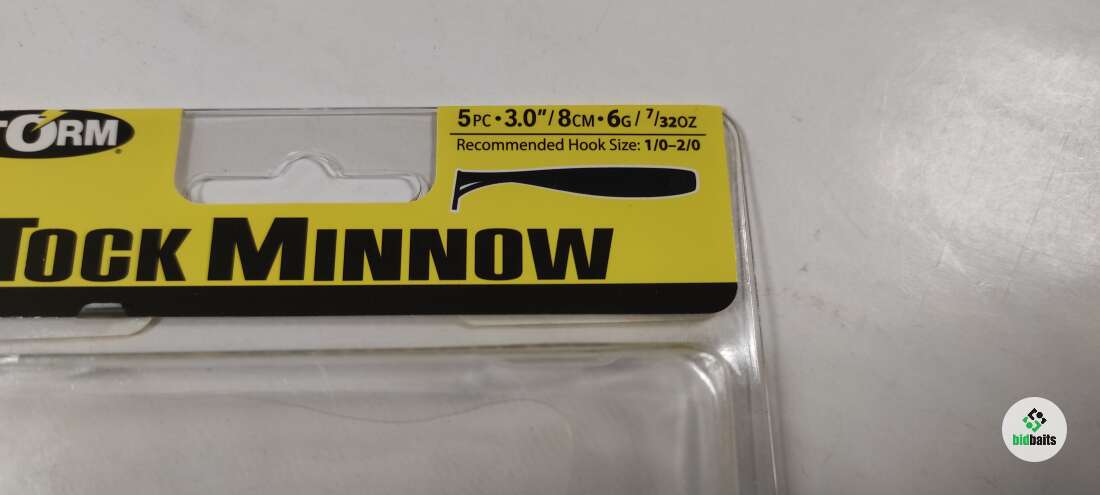 TORM®
5PC • 3.0"/8CM • 6G/ 7/32OZ
Recommended Hook Size: 1/0–2/0
TOCK MINNOW
bidbaits